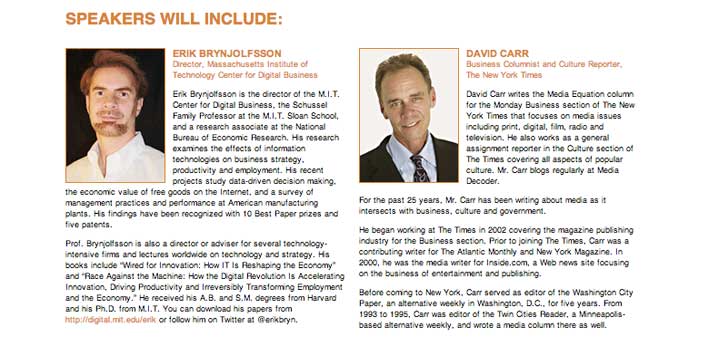 SPEAKERS WILL INCLUDE:
ERIK BRYNJOLFSSON
Director, Massachusetts Institute of
Technology Center for Digital Business
Erik Brynjolfsson is the director of the M.I.T.
Center for Digital Business, the Schussel
Family Professor at the M.I.T. Sloan School,
and a research associate at the National
Bureau of Economic Research. His research
examines the effects of information
technologies on business strategy,
productivity and employment. His recent
projects study data-driven decision making,
the economic value of free goods on the Internet, and a survey of
management practices and performance at American manufacturing
plants. His findings have been recognized with 10 Best Paper prizes and
five patents.
Prof. Brynjolfsson is also a director or adviser for several technology-
intensive firms and lectures worldwide on technology and strategy. His
books include “Wired for Innovation: How IT Is Reshaping the Economy”
and “Race Against the Machine: How the Digital Revolution Is Accelerating
Innovation, Driving Productivity and Irreversibly Transforming Employment
and the Economy.” He received his A.B. and S.M. degrees from Harvard
and his Ph.D. from M.I.T. You can download his papers from
http://digital.mit.edu/erik or follow him on Twitter at @erikbryn.
DAVID CARR
Business Columnist and Culture Reporter,
The New York Times
David Carr writes the Media Equation column
for the Monday Business section of The New
York Times that focuses on media issues
including print, digital, film, radio and
television. He also works as a general
assignment reporter in the Culture section of
The Times covering all aspects of popular
culture. Mr. Carr blogs regularly at Media
Decoder.
For the past 25 years, Mr. Carr has been writing about media as it
intersects with business, culture and government.
He began working at The Times in 2002 covering the magazine publishing
industry for the Business section. Prior to joining The Times, Carr was a
contributing writer for The Atlantic Monthly and New York Magazine. In
2000, he was the media writer for Inside.com, a Web news site focusing
on the business of entertainment and publishing.
Before coming to New York, Carr served as editor of the Washington City
Paper, an alternative weekly in Washington, D.C., for five years. From
1993 to 1995, Carr was editor of the Twin Cities Reader, a Minneapolis-
based alternative weekly, and wrote a media column there as well.